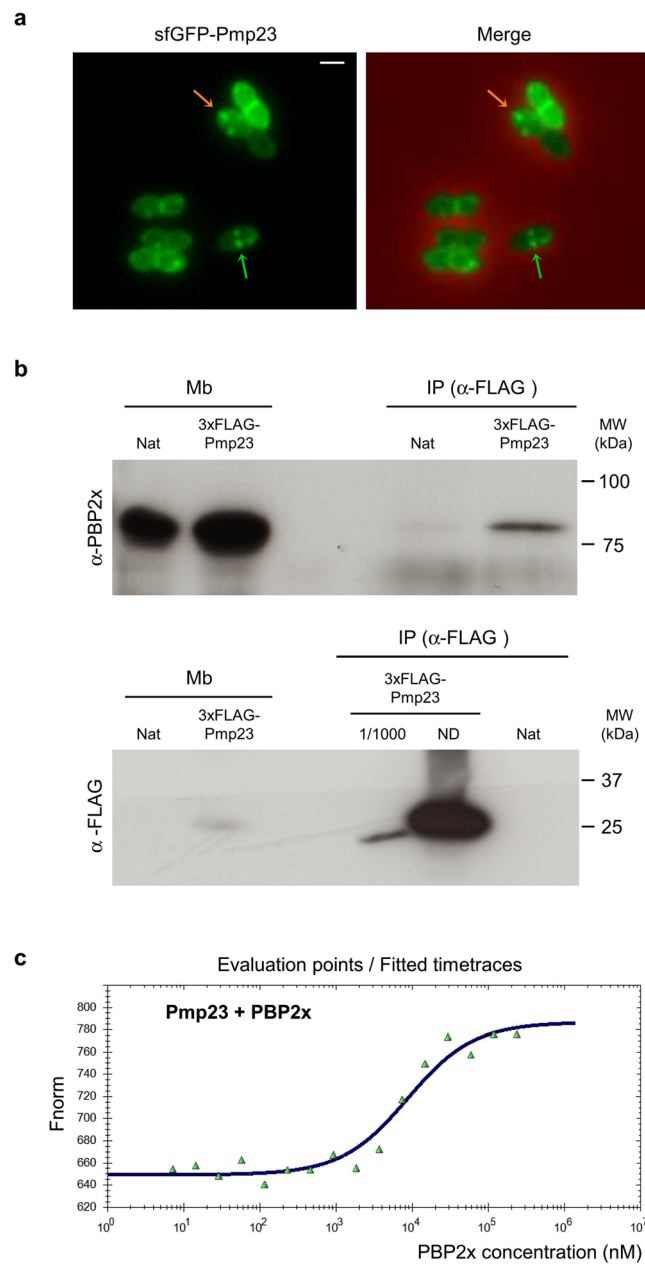 a
sfGFP-Pmp23
Merge
b
Mb
IP (α-FLAG )
Nat
3xFLAG-
Pmp23
Nat
3xFLAG-
Pmp23
MW
(kDa)
α-PBP2x
100
75
IP (α-FLAG )
Mb
3xFLAG-
Pmp23
Nat
3xFLAG-
Pmp23
1/1000
ND
Nat
MW
(kDa)
α -FLAG
37
25
c
Evaluation points / Fitted timetraces
Pmp23 + PBP2x
Fnorm
800
780
760
740
720
700
680
660
640
620
10⁰
10¹
10²
10³
10⁴
10⁵
10⁶
10⁷
PBP2x concentration (nM)